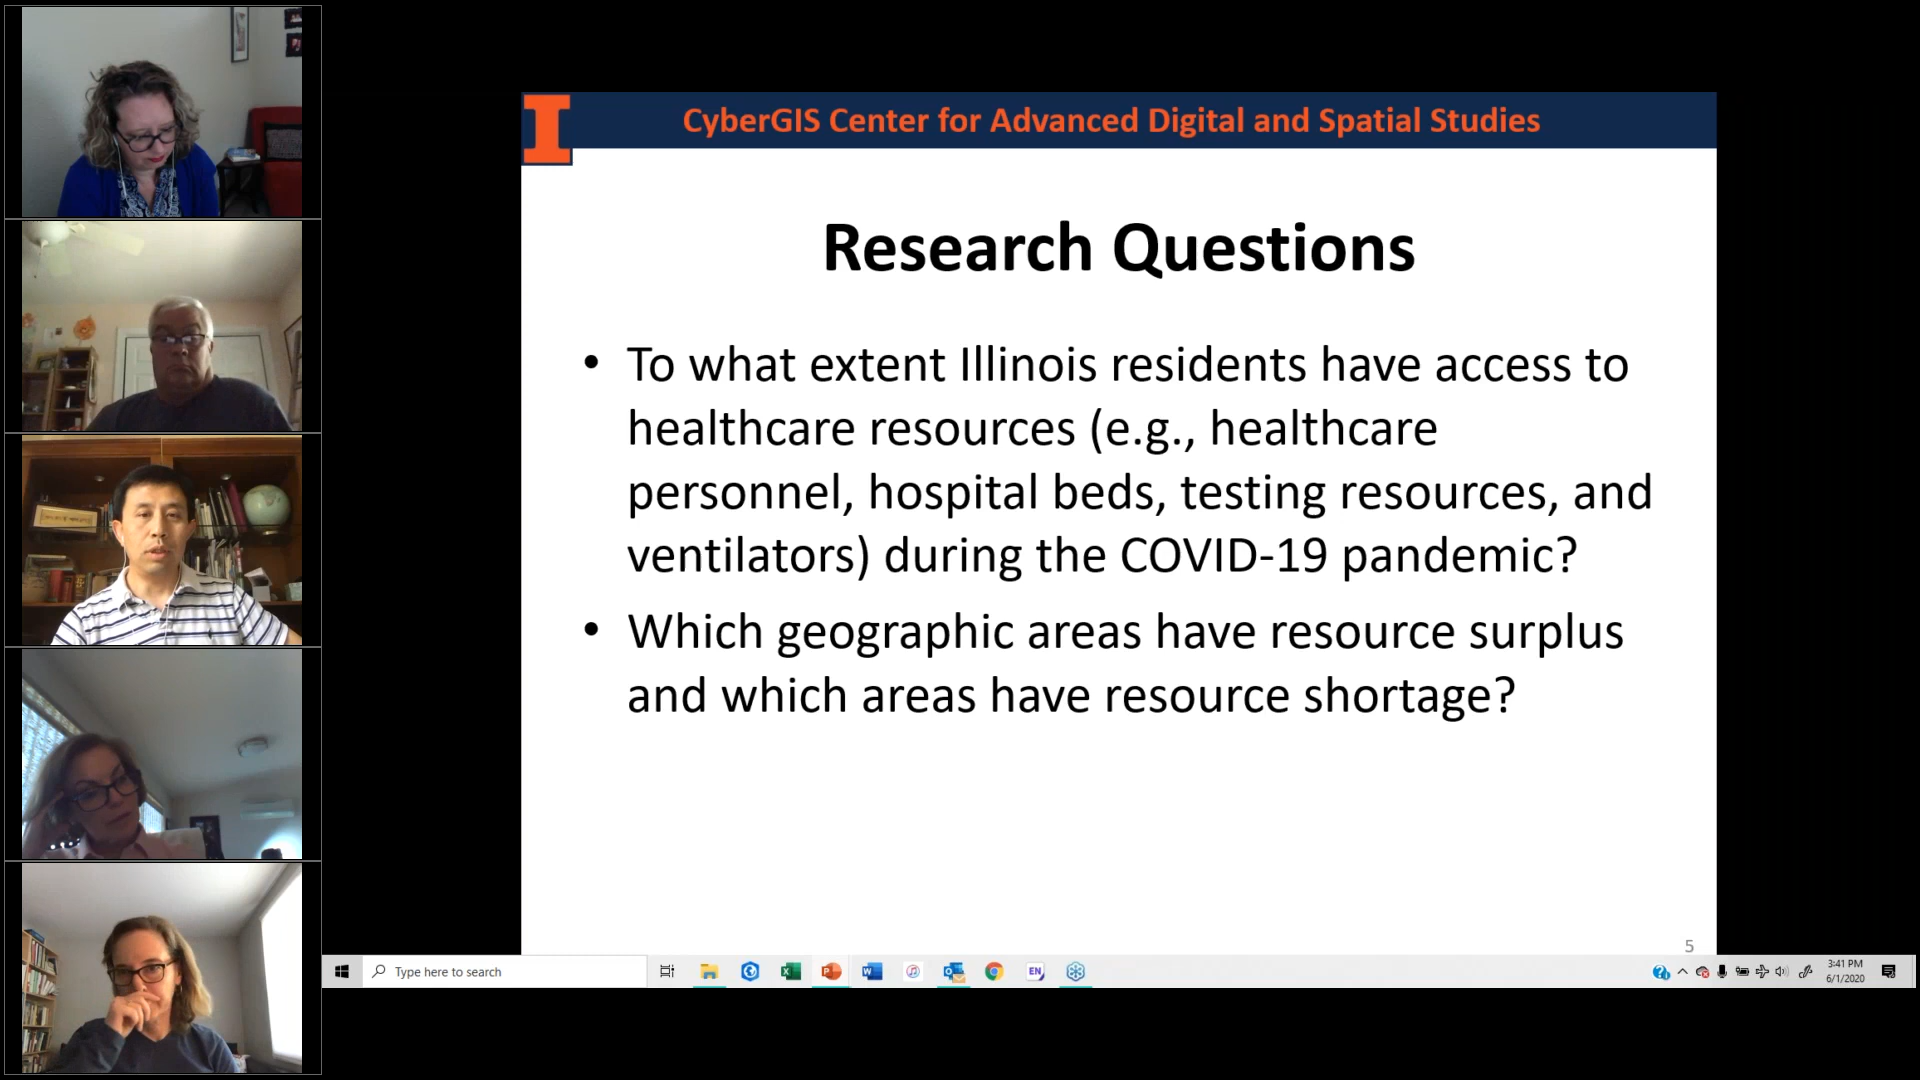 CyberGIS Center for Advanced Digital and Spatial Studies
Research Questions
• To what extent Illinois residents have access to
healthcare resources (e.g., healthcare
personnel, hospital beds, testing resources, and
ventilators) during the COVID-19 pandemic?
• Which geographic areas have resource surplus
and which areas have resource shortage?
5
Type here to search
EN
3:41 PM
6/1/2020